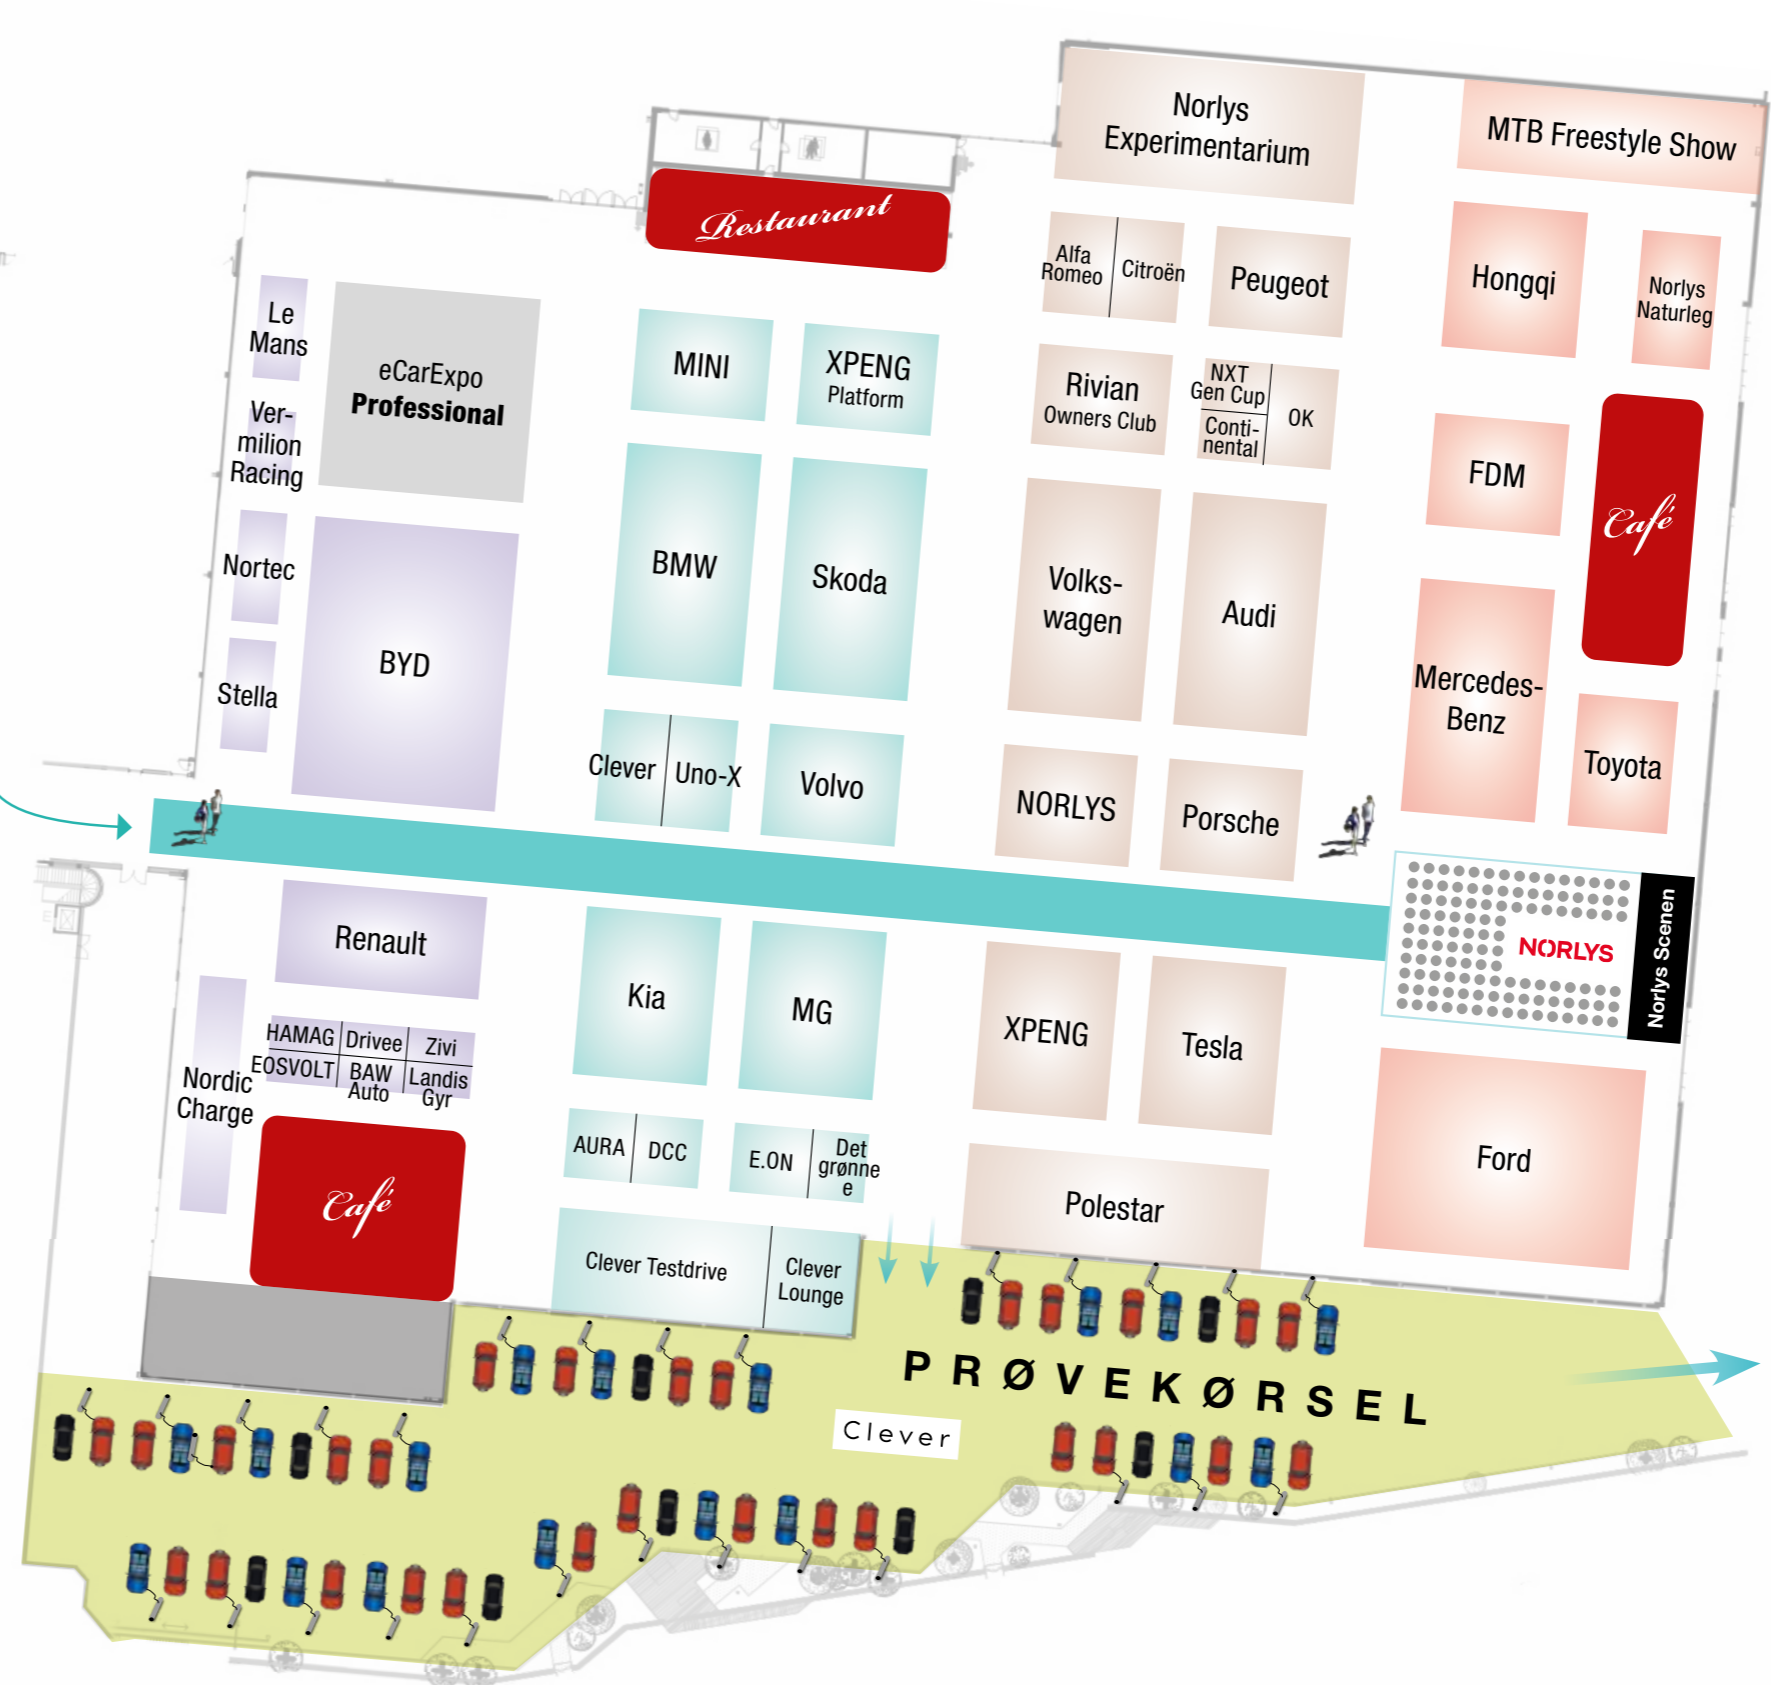 Norlys
Experimentarium
MTB Freestyle Show
Restaurant
Alfa
Romeo
Citroën
Peugeot
Hongqi
Norlys
Naturleg
Le
Mans
eCarExpo
Professional
MINI
XPENG
Platform
Rivian
Owners Club
NXT
Gen Cup
Conti-
nental
OK
Ver-
milion
Racing
FDM
Café
Nortec
BYD
BMW
Skoda
Volks-
wagen
Audi
Mercedes-
Benz
Stella
Toyota
Clever
Uno-X
Volvo
NORLYS
Porsche
Renault
Kia
MG
XPENG
Tesla
NORLYS
Norlys Scenen
HAMAG
Drivee
Zivi
EOSVOLT
BAW
Auto
Landis
Gyr
Nordic
Charge
AURA
DCC
E.ON
Det
grønne
e
Café
Polestar
Ford
Clever Testdrive
Clever
Lounge
PRØVEKØRSEL
Clever